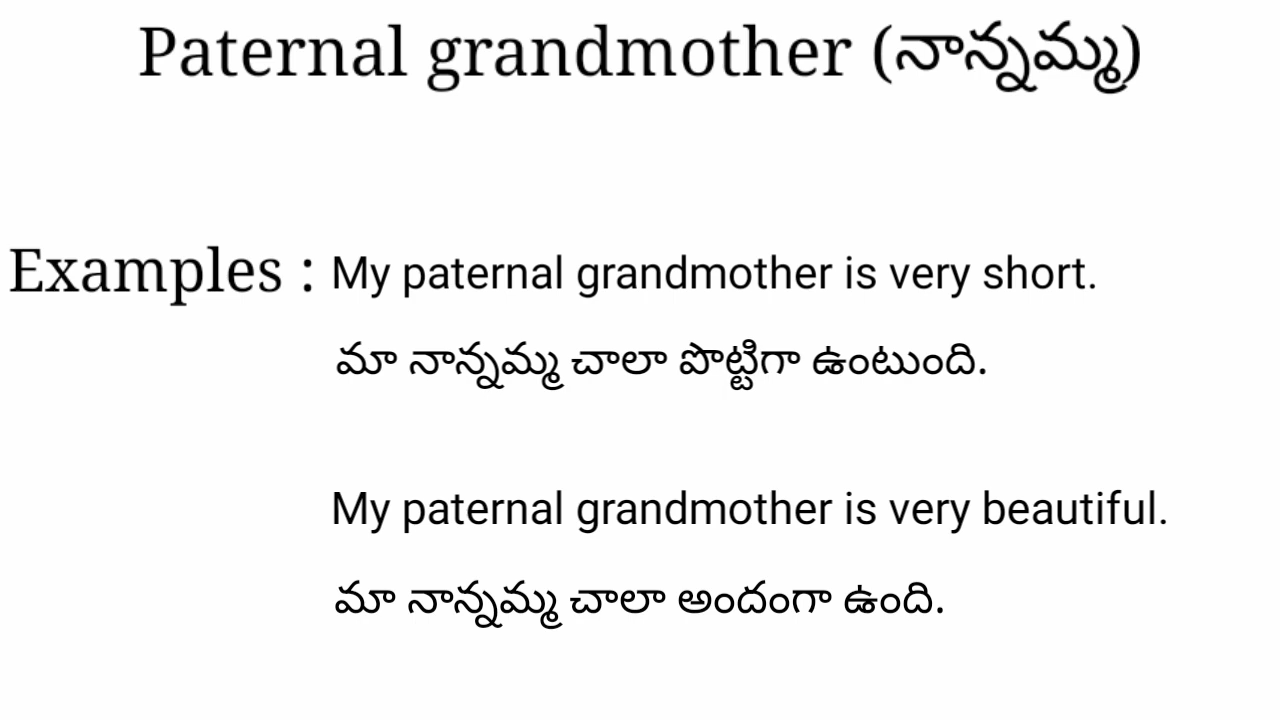 Paternal grandmother (నాన్నమ్మ)
Examples : My paternal grandmother is very short.
మా నాన్నమ్మ చాలా పొట్టిగా ఉంటుంది.
My paternal grandmother is very beautiful.
మా నాన్నమ్మ చాలా అందంగా ఉంది.